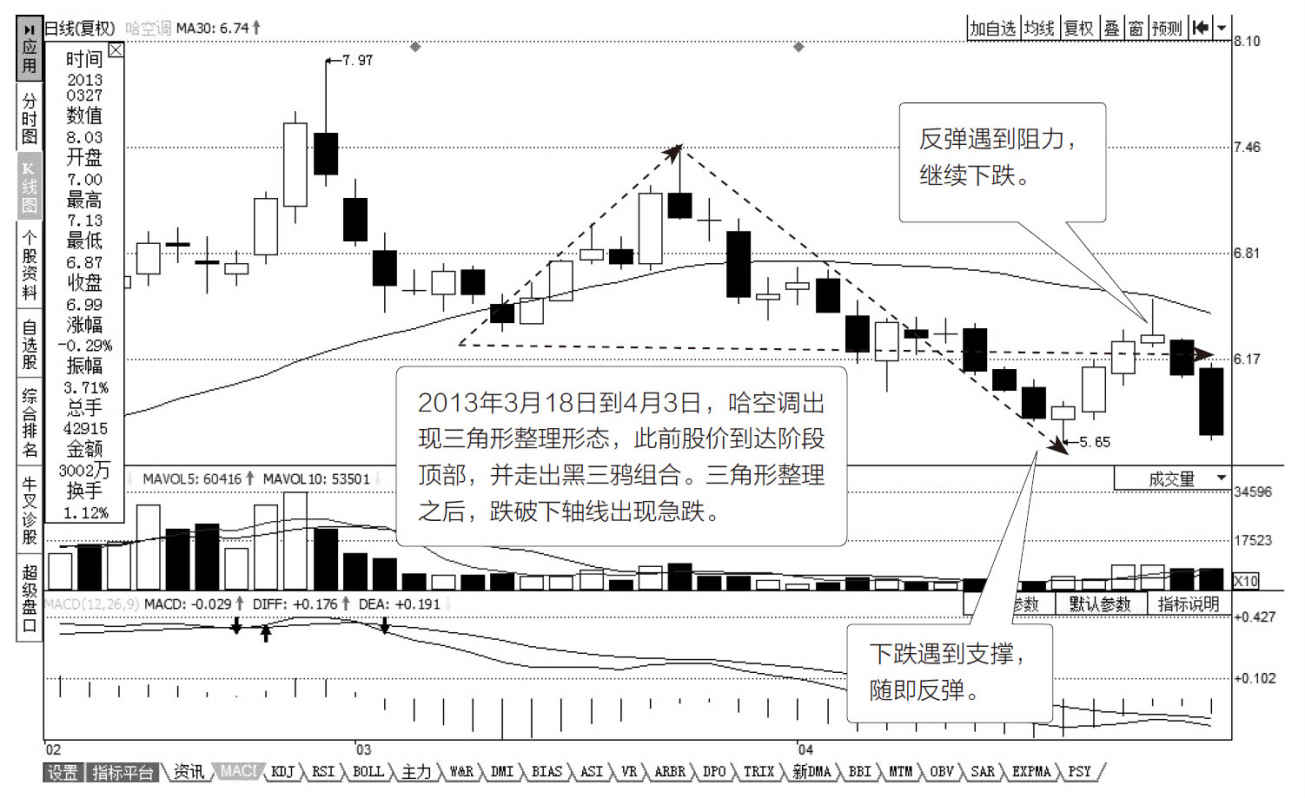 日线(复权) 哈空调 MA30: 6.74
加自选 均线 复权 叠 窗 预测
应用
分时图
K线图
个股资料
自选股
综合排名
牛叉诊股
超级盘口
时间
2013
0327
数值
8.03
开盘
7.00
最高
7.13
最低
6.87
收盘
6.99
涨幅
-0.29%
振幅
3.71%
总手
42915
金额
3002万
换手
1.12%
7.97
8.10
7.46
6.81
6.17
反弹遇到阻力，
继续下跌。
2013年3月18日到4月3日，哈空调出
现三角形整理形态，此前股价到达阶段
顶部，并走出黑三鸦组合。三角形整理
之后，跌破下轴线出现急跌。
5.65
MAVOL5: 60416 MAVOL10: 53501
成交量
34596
17523
X10
MACD(12,26,9) MACD: -0.029 DIFF: +0.176 DEA: +0.191
参数 默认参数 指标说明
+0.427
+0.102
下跌遇到支撑，
随即反弹。
02 03 04
设置 指标平台 资讯 MACD KDJ RSI BOLL 主力 W&R DMI BIAS ASI VR ARBR DPO TRIX 新DMA BBI MTM OBV SAR EXPMA PSY